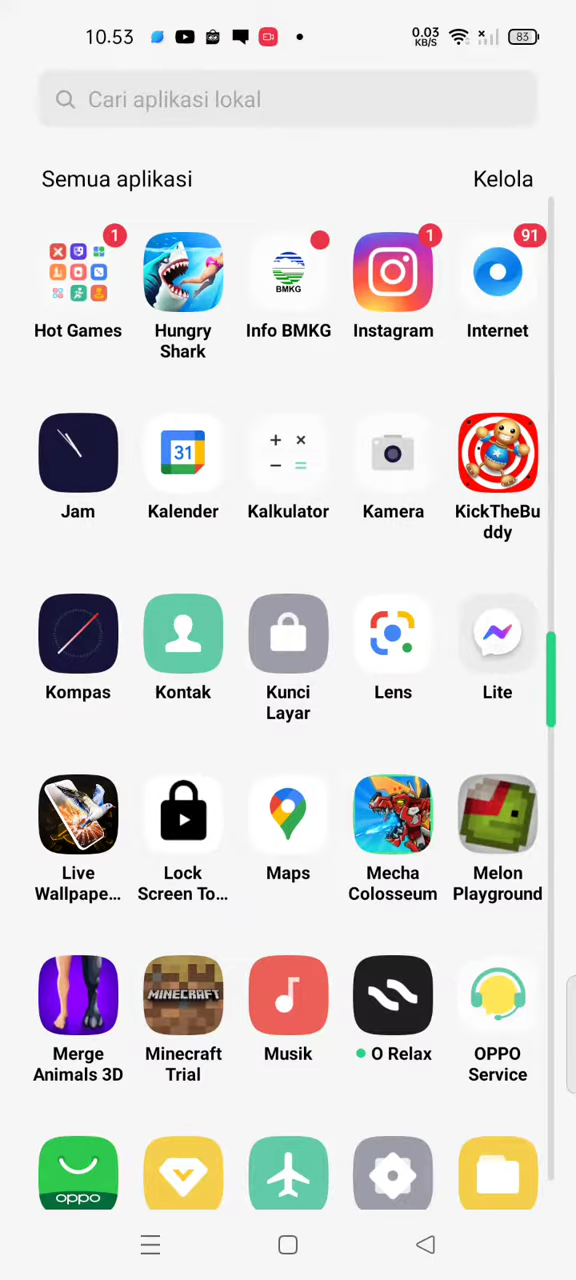 10.53
0.03
KB/S
83
Cari aplikasi lokal
Semua aplikasi
Kelola
1
1
91
BMKG
Hot Games
Hungry
Shark
Info BMKG
Instagram
Internet
31
Jam
Kalender
Kalkulator
Kamera
KickTheBu
ddy
Kompas
Kontak
Kunci
Layar
Lens
Lite
Live
Wallpape...
Lock
Screen To...
Maps
Mecha
Colosseum
Melon
Playground
MINECRAFT
Merge
Animals 3D
Minecraft
Trial
Musik
O Relax
OPPO
Service
oppo